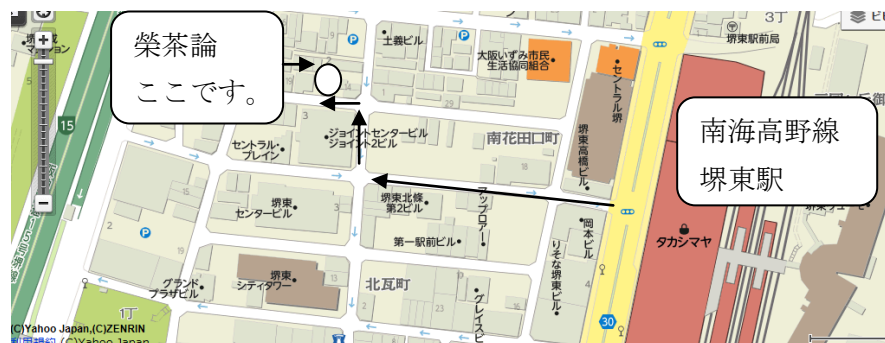 榮茶論
ここです。
南海高野線
堺東駅
3丁
堺東駅前局
土義ビル
大阪いずみ市民
生活協同組合
セントラル堺
15
ジョイントセンタービル
ジョイント2ビル
セントラル・
ブレイン
南花田口町
堺東高橋ビル
堺東
センタービル
堺東北條
第2ビル
第一駅前ビル
アップロアー
岡本ビル
りそな堺東ビル
タカシマヤ
堺東
シティタワー
グランド
プラザビル
北瓦町
1丁
30
(C)Yahoo Japan,(C)ZENRIN